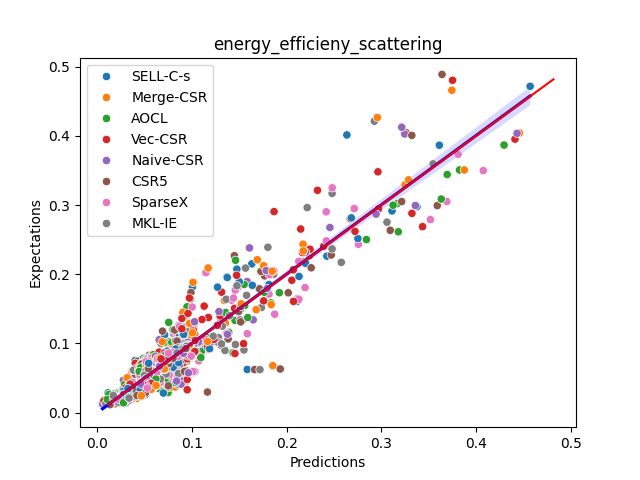 energy_efficieny_scattering
SELL-C-s
Merge-CSR
AOCL
Vec-CSR
Naive-CSR
CSR5
SparseX
MKL-IE
Expectations
0.5
0.4
0.3
0.2
0.1
0.0
0.0 0.1 0.2 0.3 0.4 0.5
Predictions